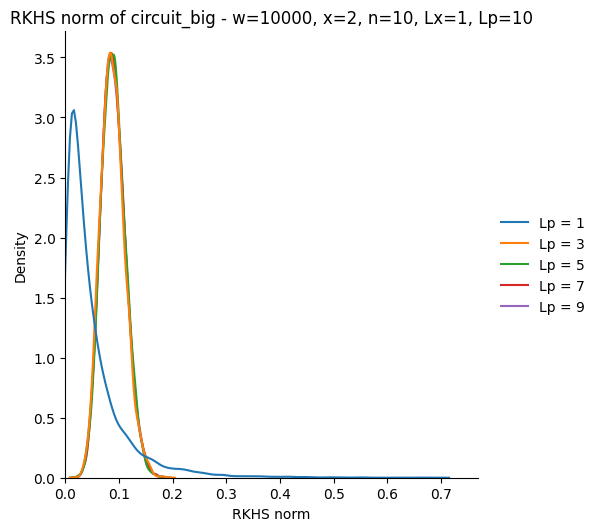 RKHS norm of circuit_big - w=10000, x=2, n=10, Lx=1, Lp=10
3.5
3.0
2.5
2.0
1.5
1.0
0.5
0.0
Density
0.0 0.1 0.2 0.3 0.4 0.5 0.6 0.7
RKHS norm
Lp = 1
Lp = 3
Lp = 5
Lp = 7
Lp = 9